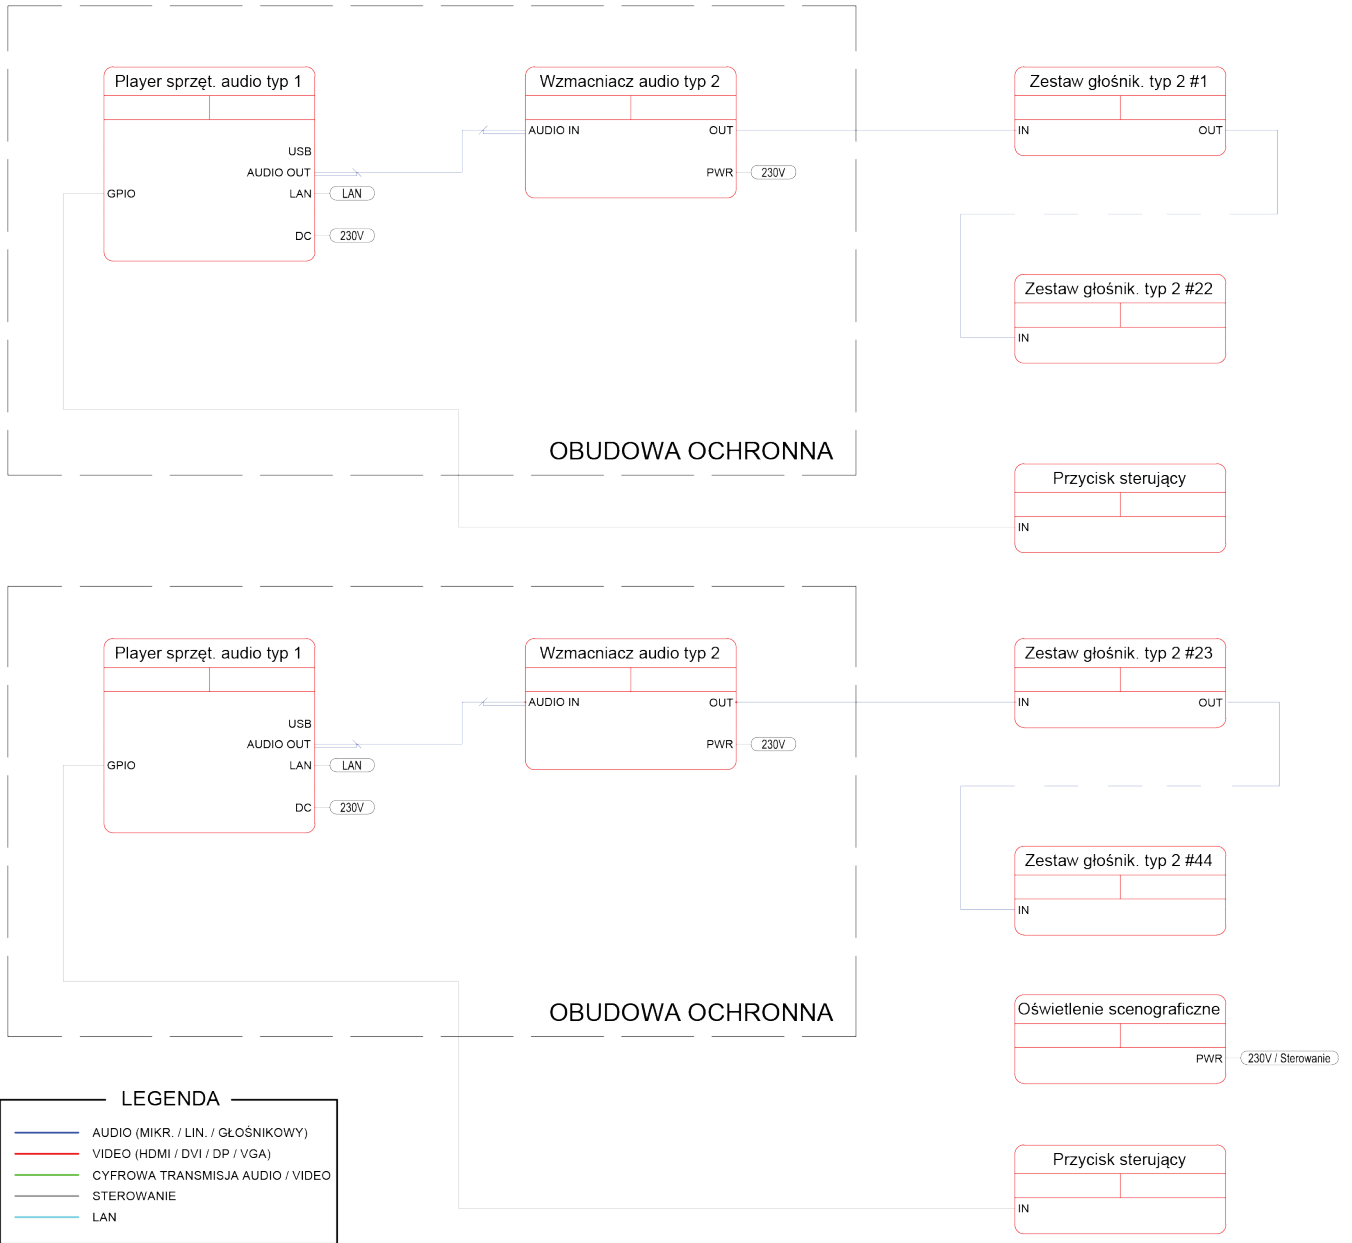 Player sprzęt. audio typ 1
USB
AUDIO OUT
GPIO
LAN
LAN
DC
230V
Wzmacniacz audio typ 2
AUDIO IN
OUT
PWR
230V
Zestaw głośnik. typ 2 #1
IN
OUT
Zestaw głośnik. typ 2 #22
IN
OBUDOWA OCHRONNA
Przycisk sterujący
IN
Player sprzęt. audio typ 1
USB
AUDIO OUT
GPIO
LAN
LAN
DC
230V
Wzmacniacz audio typ 2
AUDIO IN
OUT
PWR
230V
Zestaw głośnik. typ 2 #23
IN
OUT
Zestaw głośnik. typ 2 #44
IN
OBUDOWA OCHRONNA
Oświetlenie scenograficzne
PWR
230V / Sterowanie
Przycisk sterujący
IN
LEGENDA
AUDIO (MIKR. / LIN. / GŁOŚNIKOWY)
VIDEO (HDMI / DVI / DP / VGA)
CYFROWA TRANSMISJA AUDIO / VIDEO
STEROWANIE
LAN